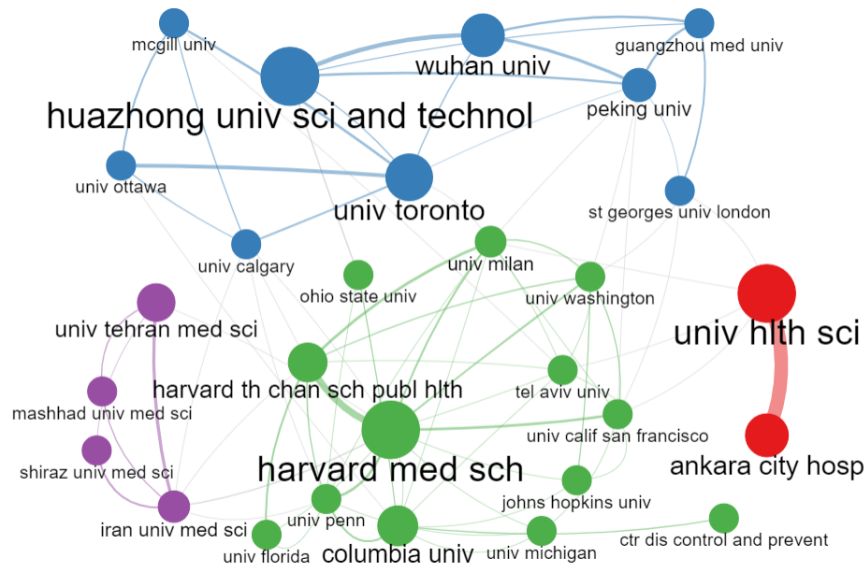 mcgill univ
guangzhou med univ
wuhan univ
peking univ
huazhong univ sci and technol
univ ottawa
univ toronto
st georges univ london
univ calgary
univ milan
ohio state univ
univ washington
univ tehran med sci
univ hlth sci
harvard th chan sch publ hlth
tel aviv univ
mashhad univ med sci
univ calif san francisco
shiraz univ med sci
harvard med sch
ankara city hosp
johns hopkins univ
iran univ med sci
univ penn
univ florida
columbia univ
univ michigan
ctr dis control and prevent